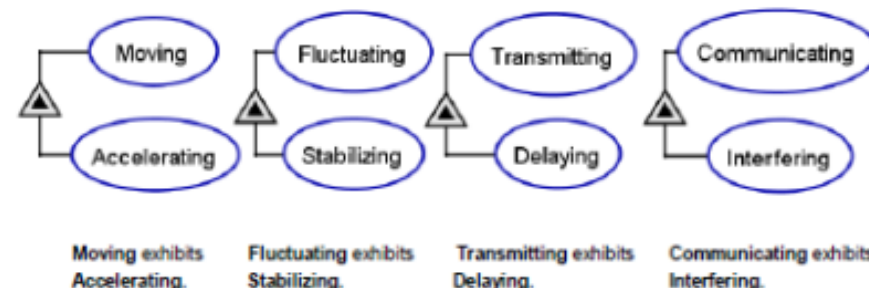 Moving
Fluctuating
Transmitting
Communicating
Accelerating
Stabilizing
Delaying
Interfering
Moving exhibits
Accelerating.
Fluctuating exhibits
Stabilizing.
Transmitting exhibits
Delaying.
Communicating exhibits
Interfering.